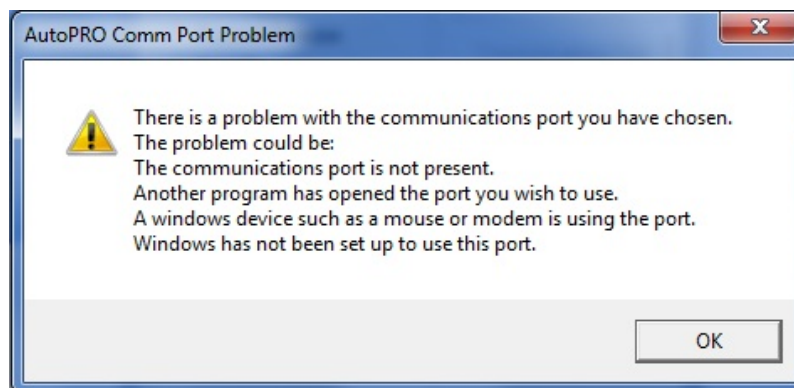 AutoPRO Comm Port Problem
There is a problem with the communications port you have chosen.
The problem could be:
The communications port is not present.
Another program has opened the port you wish to use.
A windows device such as a mouse or modem is using the port.
Windows has not been set up to use this port.
OK